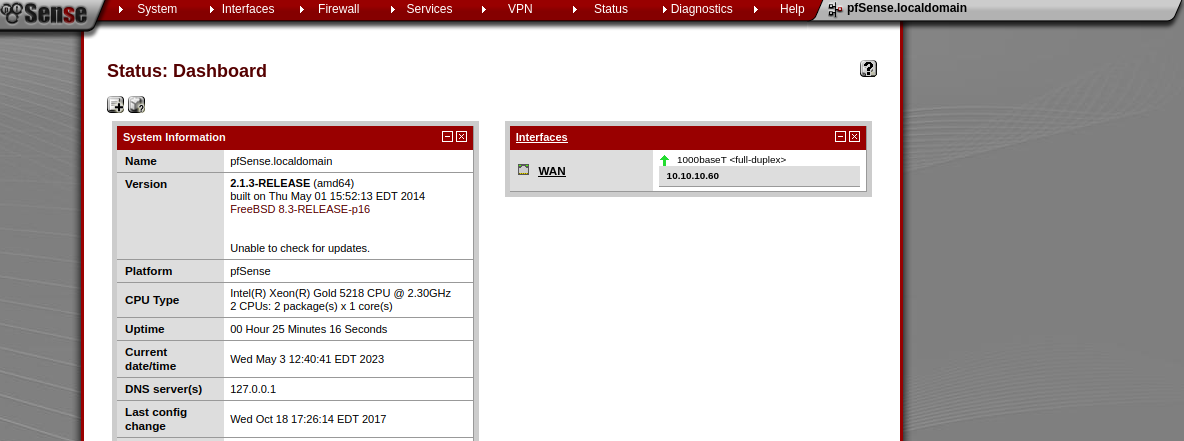 Sense
System
Interfaces
Firewall
Services
VPN
Status
Diagnostics
Help
pfSense.localdomain
Status: Dashboard
?
System Information
Name pfSense.localdomain
Version 2.1.3-RELEASE (amd64)
built on Thu May 01 15:52:13 EDT 2014
FreeBSD 8.3-RELEASE-p16
Unable to check for updates.
Platform pfSense
CPU Type Intel(R) Xeon(R) Gold 5218 CPU @ 2.30GHz
2 CPUs: 2 package(s) x 1 core(s)
Uptime 00 Hour 25 Minutes 16 Seconds
Current
date/time Wed May 3 12:40:41 EDT 2023
DNS server(s) 127.0.0.1
Last config
change Wed Oct 18 17:26:14 EDT 2017
Interfaces
WAN
1000baseT <full-duplex>
10.10.10.60